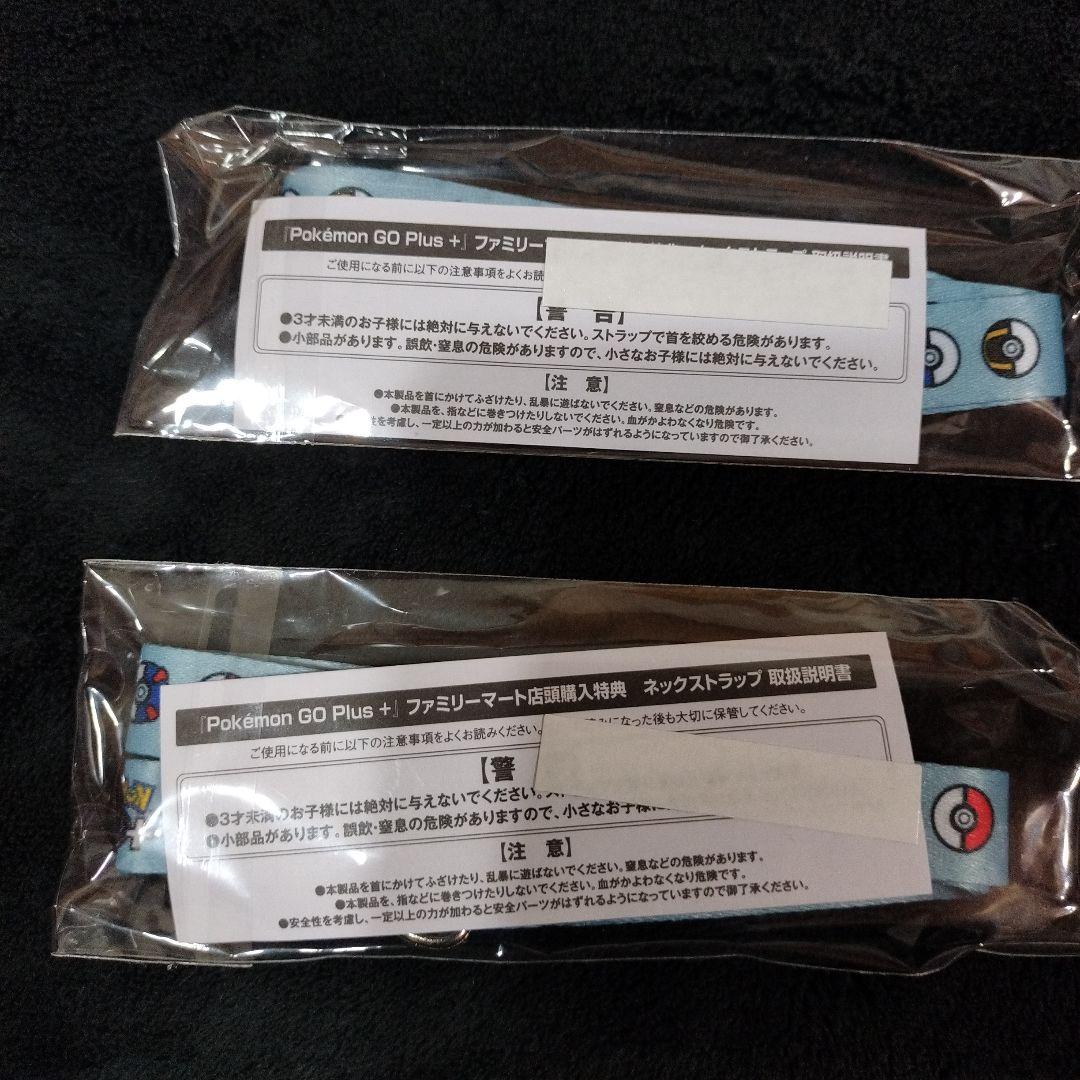 『Pokémon GO Plus +』 ファミリー
ご使用になる前に以下の注意事項をよくお読
【警 告】
●3才未満のお子様には絶対に与えないでください。ストラップで首を絞める危険があります。
●小部品があります。誤飲・窒息の危険がありますので、小さなお子様には絶対に与えないでください。
【注 意】
●本製品を首にかけてふざけたり、乱暴に遊ばないでください。窒息などの危険があります。
●本製品を、指などに巻きつけたりしないでください。血がかよわなくなり危険です。
性を考慮し、一定以上の力が加わると安全パーツがはずれるようになっていますので御了承ください。
『Pokémon GO Plus +』 ファミリーマート店頭購入特典 ネックストラップ 取扱説明書
ご使用になる前に以下の注意事項をよくお読みください。 になった後も大切に保管してください。
【警
●3才未満のお子様には絶対に与えないでください。
●小部品があります。誤飲・窒息の危険がありますので、小さなお子様に
【注 意】
●本製品を首にかけてふざけたり、乱暴に遊ばないでください。窒息などの危険があります。
●本製品を、指などに巻きつけたりしないでください。血がかよわなくなり危険です。
●安全性を考慮し、一定以上の力が加わると安全パーツがはずれるようになっていますので御了承ください。